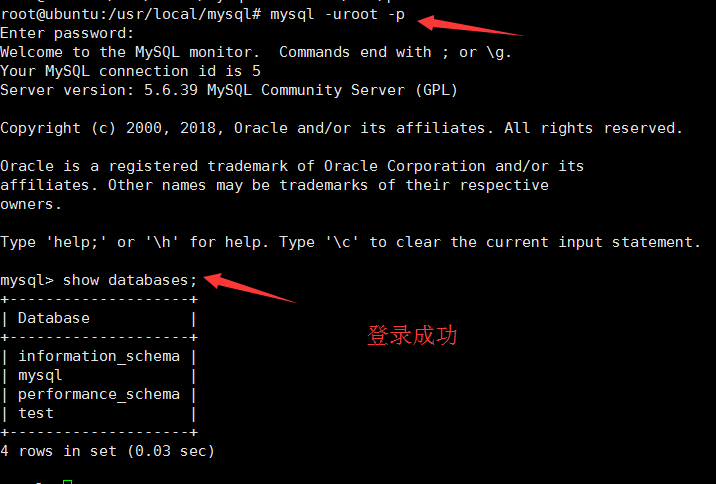 root@ubuntu:/usr/local/mysql# mysql -uroot -p
Enter password:
Welcome to the MySQL monitor.  Commands end with ; or \g.
Your MySQL connection id is 5
Server version: 5.6.39 MySQL Community Server (GPL)
Copyright (c) 2000, 2018, Oracle and/or its affiliates. All rights reserved.
Oracle is a registered trademark of Oracle Corporation and/or its
affiliates. Other names may be trademarks of their respective
owners.
Type 'help;' or '\h' for help. Type '\c' to clear the current input statement.
mysql> show databases;
+--------------------+
| Database           |
+--------------------+
| information_schema |
| mysql              |
| performance_schema |
| test               |
+--------------------+
登录成功
4 rows in set (0.03 sec)